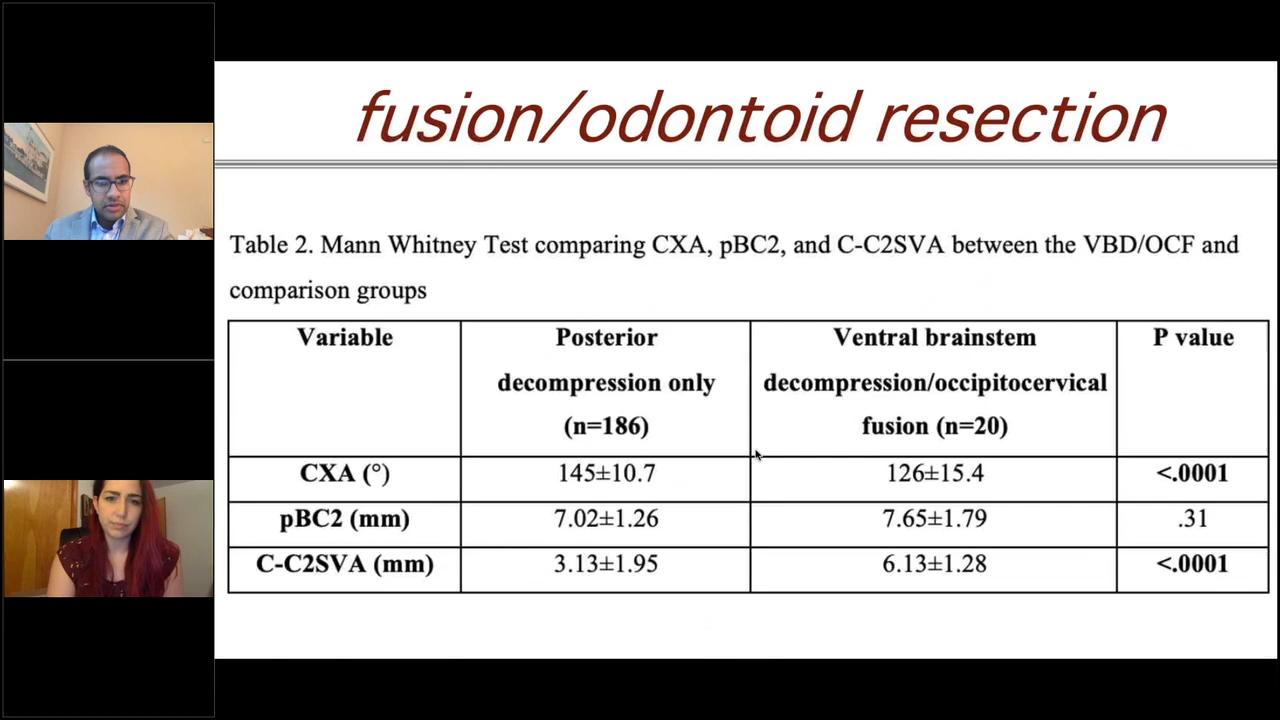 fusion/odontoid resection
Table 2. Mann Whitney Test comparing CXA, pBC2, and C-C2SVA between the VBD/OCF and
comparison groups
Variable
Posterior
decompression only
(n=186)
Ventral brainstem
decompression/occipitocervical
fusion (n=20)
P value
CXA (°) 145±10.7 126±15.4 <.0001
pBC2 (mm) 7.02±1.26 7.65±1.79 .31
C-C2SVA (mm) 3.13±1.95 6.13±1.28 <.0001